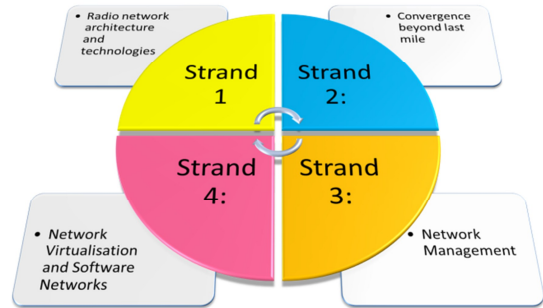 • Radio network
architecture
and
technologies
• Convergence
beyond last
mile
Strand
1
Strand
2:
Strand
4:
Strand
3:
• Network
Virtualisation
and Software
Networks
• Network
Management